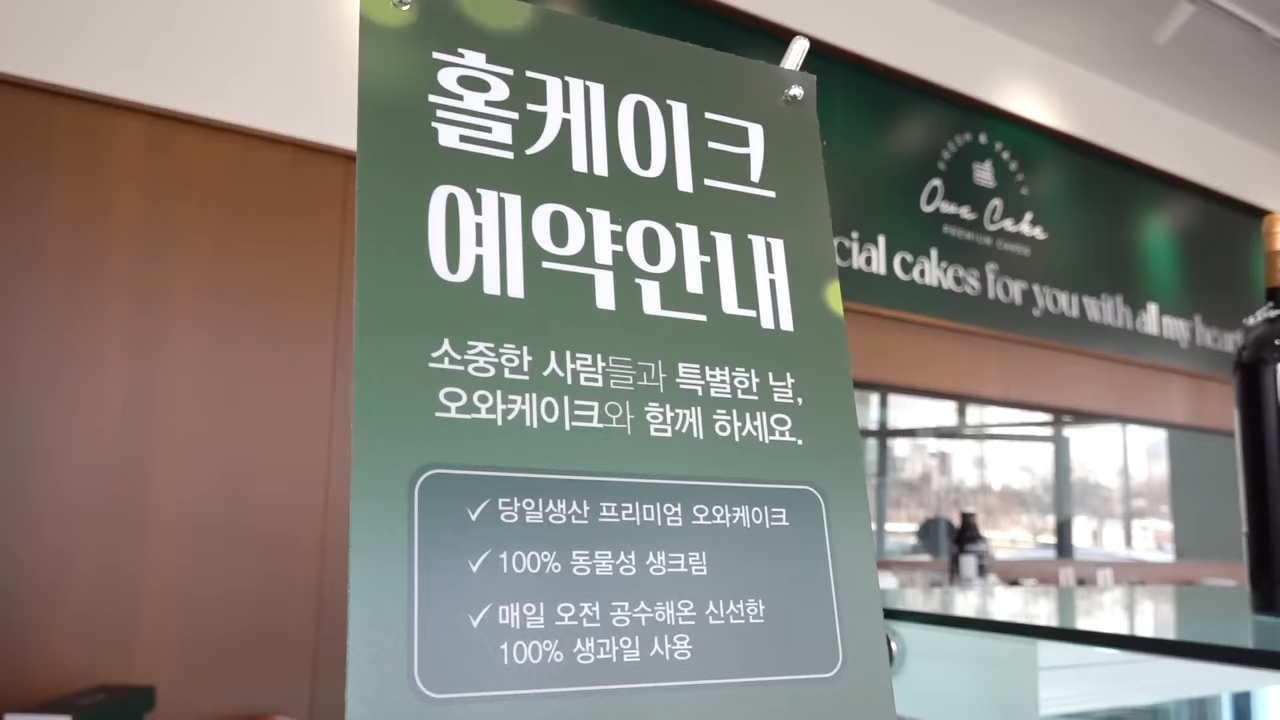 홀케이크
예약안내
소중한 사람들과 특별한 날,
오와케이크와 함께 하세요.
✓ 당일생산 프리미엄 오와케이크
✓ 100% 동물성 생크림
✓ 매일 오전 공수해온 신선한
100% 생과일 사용
FRESH & TASTY
Owa Cake
PREMIUM CAKES
cial cakes for you with all my heart